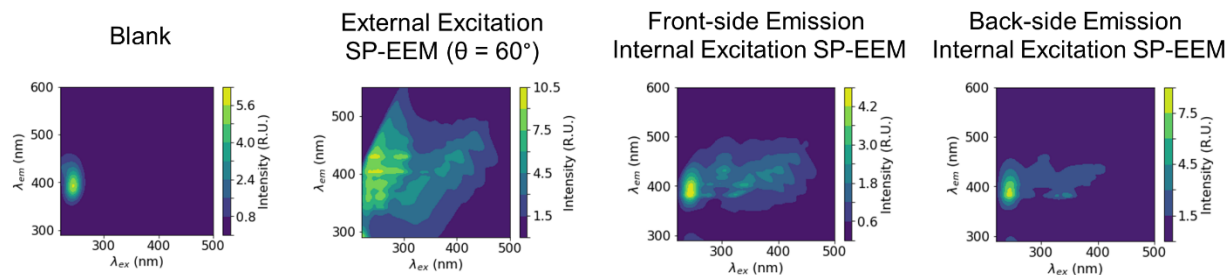 Blank
External Excitation
SP-EEM (θ = 60°)
Front-side Emission
Internal Excitation SP-EEM
Back-side Emission
Internal Excitation SP-EEM
600
500
400
300
λem (nm)
300 400 500
λex (nm)
5.6
4.0
2.4
0.8
Intensity (R.U.)
500
400
300
λem (nm)
300 400 500
λex (nm)
10.5
7.5
4.5
1.5
Intensity (R.U.)
600
500
400
300
λem (nm)
300 400 500
λex (nm)
4.2
3.0
1.8
0.6
Intensity (R.U.)
600
500
400
300
λem (nm)
300 400 500
λex (nm)
7.5
4.5
1.5
Intensity (R.U.)